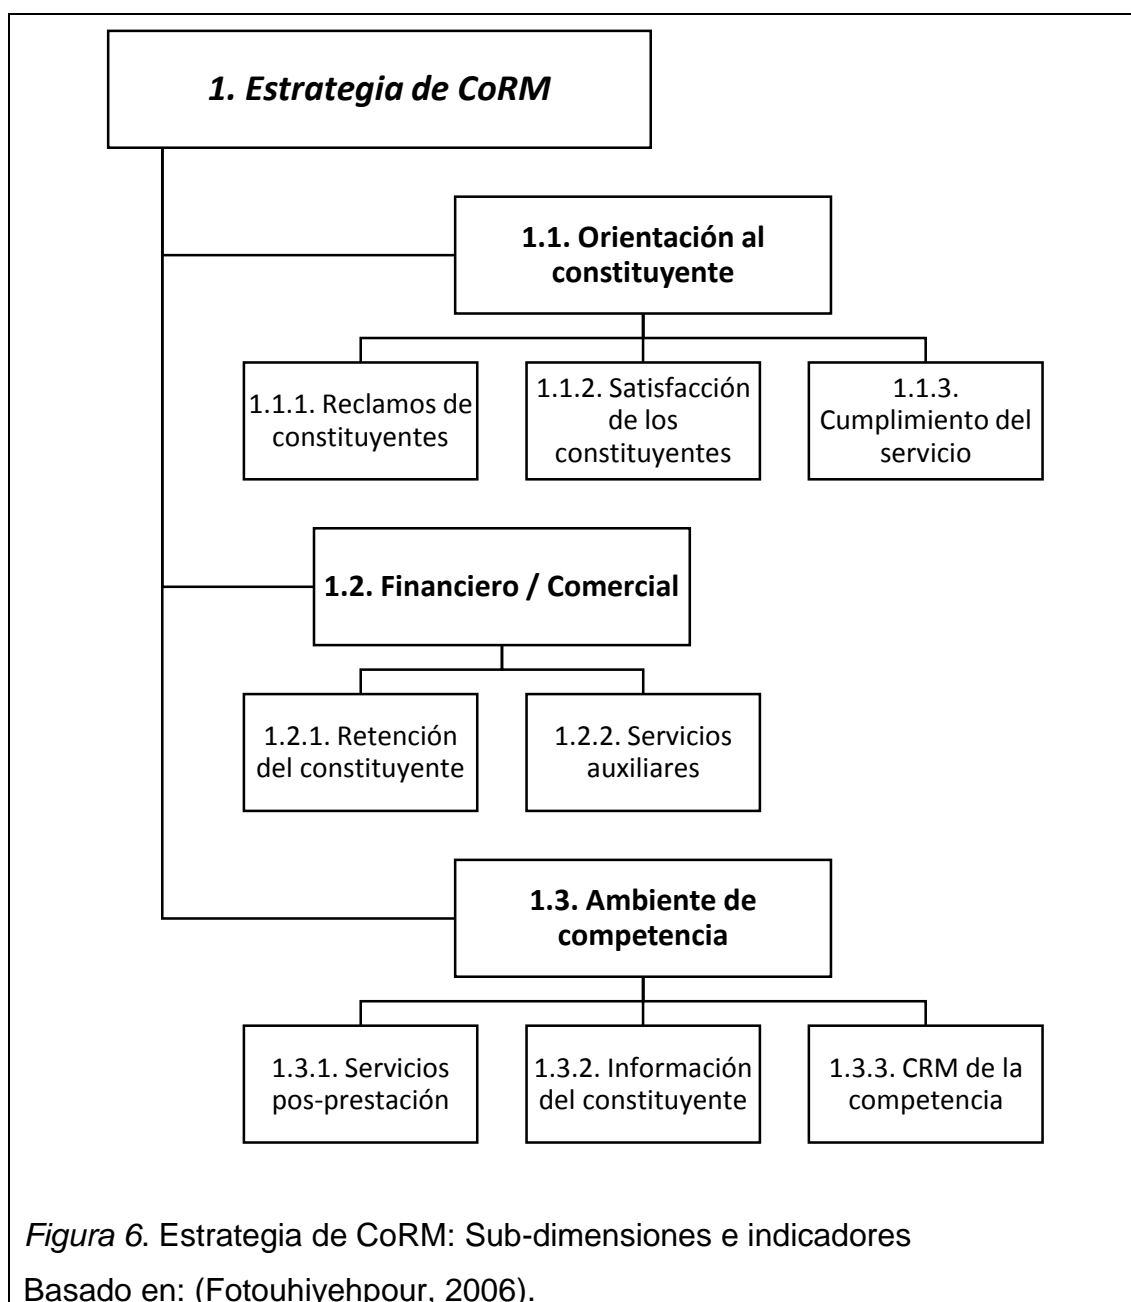 1. Estrategia de CoRM
1.1. Orientación al
constituyente
1.1.1. Reclamos de
constituyentes
1.1.2. Satisfacción
de los
constituyentes
1.1.3.
Cumplimiento del
servicio
1.2. Financiero / Comercial
1.2.1. Retención
del constituyente
1.2.2. Servicios
auxiliares
1.3. Ambiente de
competencia
1.3.1. Servicios
pos-prestación
1.3.2. Información
del constituyente
1.3.3. CRM de la
competencia
Figura 6. Estrategia de CoRM: Sub-dimensiones e indicadores
Basado en: (Fotouhiyehpour, 2006).